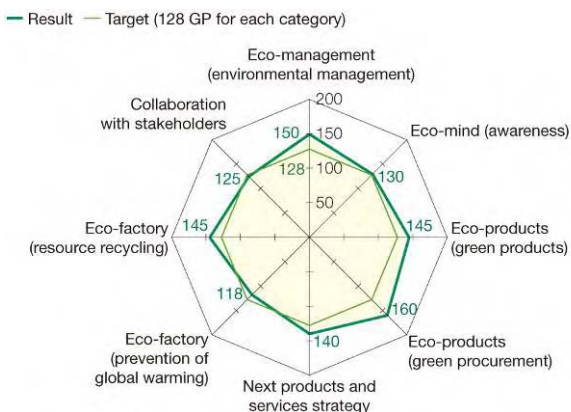 Result Target (128 GP for each category)
Eco-management
(environmental management)
Collaboration
with stakeholders
200
150
150
Eco-mind (awareness)
100
128
125
130
50
Eco-factory
(resource recycling)
145
145
Eco-products
(green products)
118
160
Eco-factory
(prevention of
global warming)
140
Eco-products
(green procurement)
Next products and
services strategy